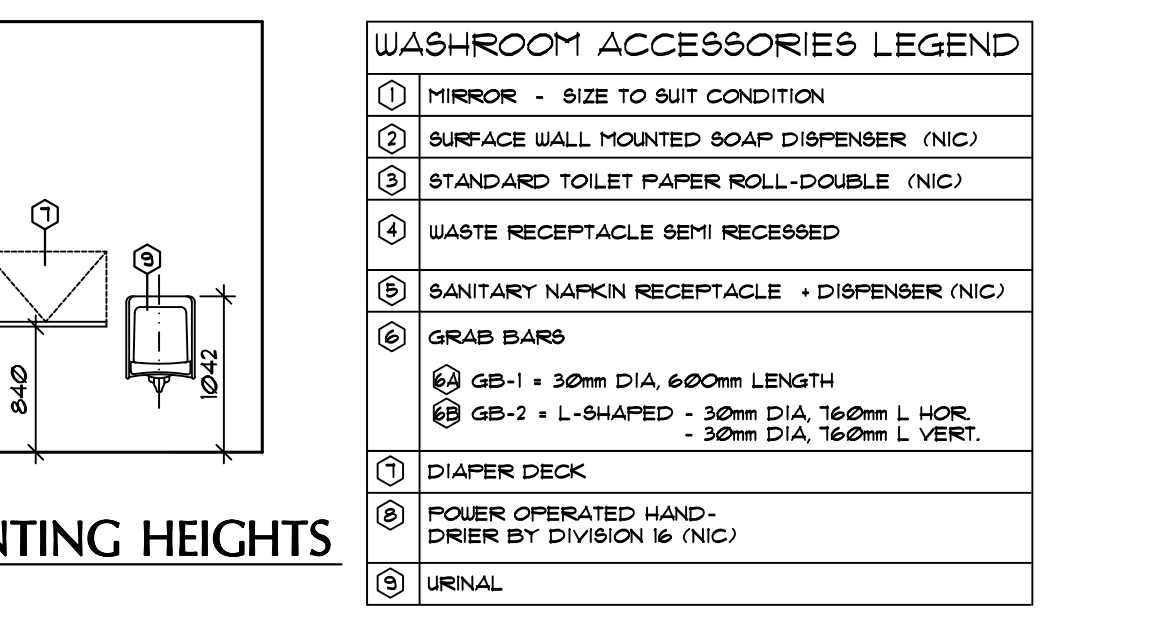 WASHROOM ACCESSORIES LEGEND
1 MIRROR - SIZE TO SUIT CONDITION
2 SURFACE WALL MOUNTED SOAP DISPENSER (NIC)
3 STANDARD TOILET PAPER ROLL-DOUBLE (NIC)
4 WASTE RECEPTACLE SEMI RECESSED
5 SANITARY NAPKIN RECEPTACLE + DISPENSER (NIC)
6 GRAB BARS
6A GB-1 = 30mm DIA, 600mm LENGTH
6B GB-2 = L-SHAPED - 30mm DIA, 760mm L HOR.
- 30mm DIA, 760mm L VERT.
7 DIAPER DECK
8 POWER OPERATED HAND-
DRIER BY DIVISION 16 (NIC)
9 URINAL
7
9
840
1042
NTING HEIGHTS